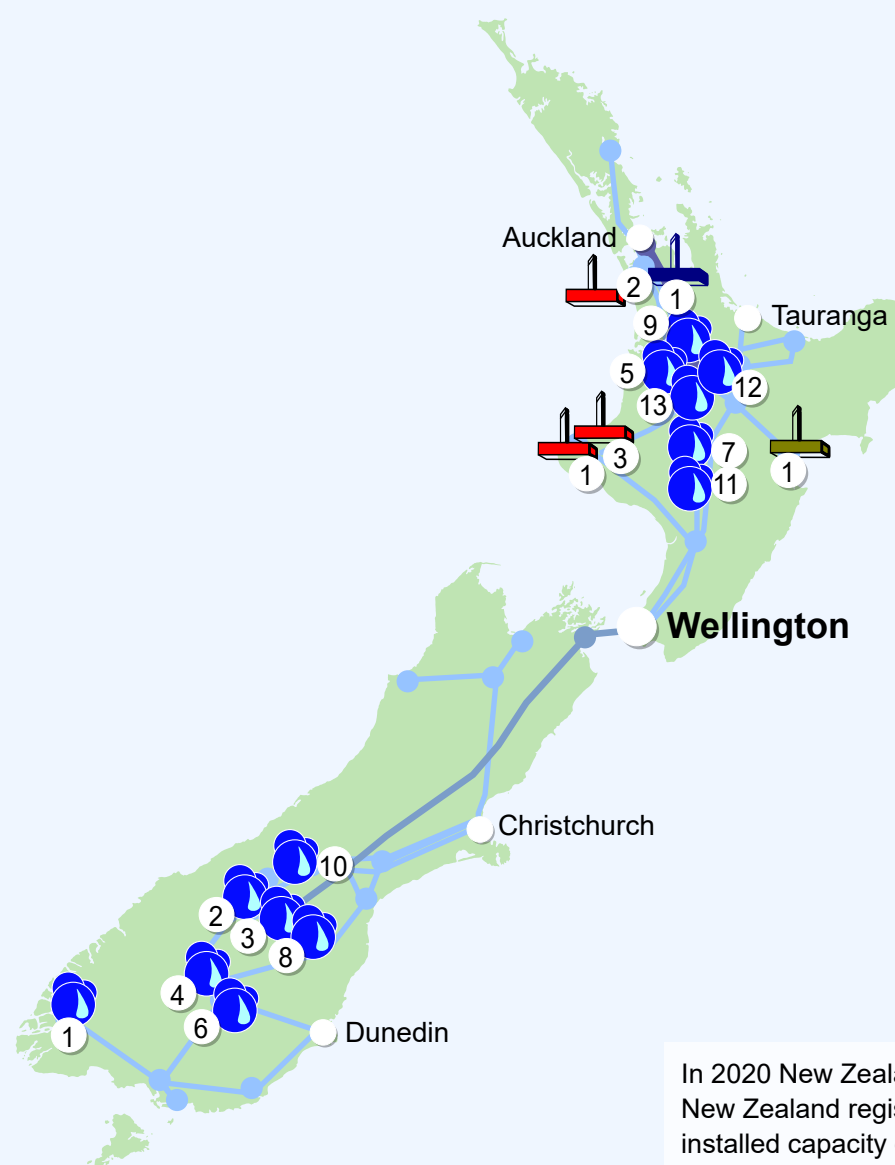 Auckland
2
1
Tauranga
9
5
12
13
7
3
1
1
11
Wellington
Christchurch
10
2
3
8
4
6
1
Dunedin
In 2020 New Zeal
New Zealand regis
installed capacity